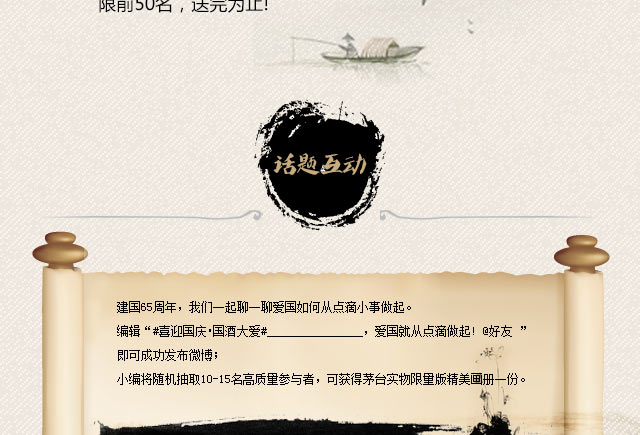 限前50名，送完为止!
话题互动
建国65周年，我们一起聊一聊爱国如何从点滴小事做起。
编辑“#喜迎国庆·国酒大爱#_______________，爱国就从点滴做起！@好友 ”
即可成功发布微博；
小编将随机抽取10-15名高质量参与者，可获得茅台实物限量版精美画册一份。